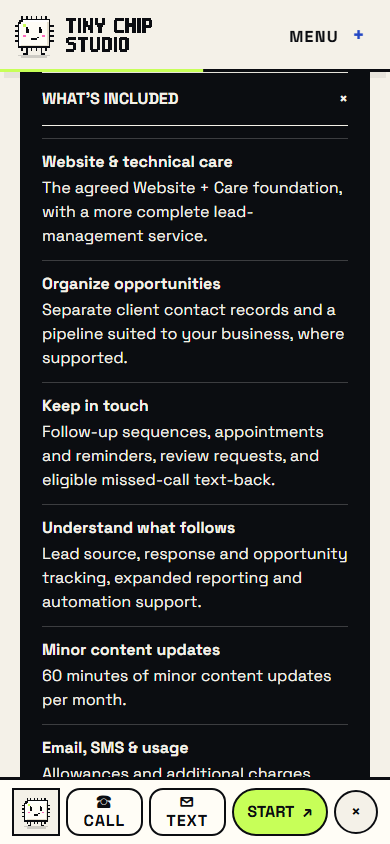 TINY CHIP
STUDIO
MENU +
WHAT'S INCLUDED ×
Website & technical care
The agreed Website + Care foundation,
with a more complete lead-
management service.
Organize opportunities
Separate client contact records and a
pipeline suited to your business, where
supported.
Keep in touch
Follow-up sequences, appointments
and reminders, review requests, and
eligible missed-call text-back.
Understand what follows
Lead source, response and opportunity
tracking, expanded reporting and
automation support.
Minor content updates
60 minutes of minor content updates
per month.
Email, SMS & usage
Allowances and additional charges
☎ CALL
✉ TEXT
START ↗
×